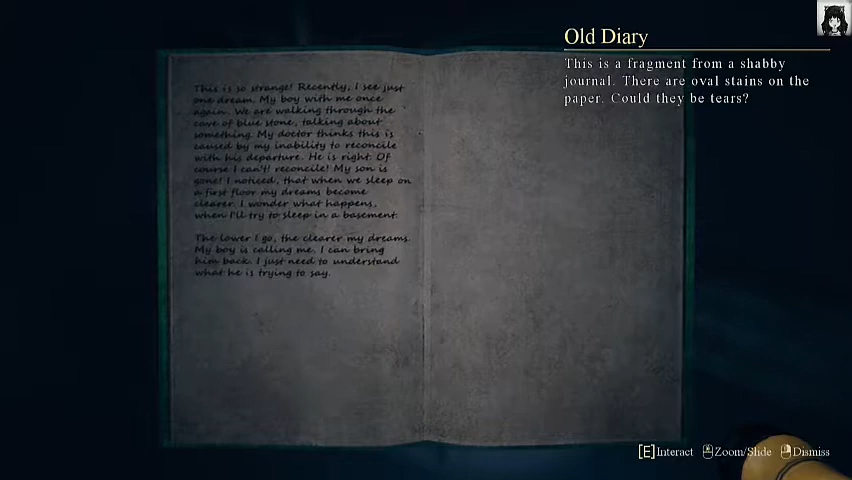 Old Diary
This is a fragment from a shabby
journal. There are oval stains on the
paper. Could they be tears?
This is so strange! Recently, I see just
one dream. My boy with me once
again. We are walking through the
cave of blue stone, talking about
something. My doctor thinks this is
caused by my inability to reconcile
with his departure. He is right. Of
course I can't! reconcile! My son is
gone! I noticed, that when we sleep on
a first floor my dreams become
clearer. I wonder what happens,
when I'll try to sleep in a basement.
The lower I go, the clearer my dreams.
My boy is calling me. I can bring
him back. I just need to understand
what he is trying to say.
[E]Interact Zoom/Slide Dismiss